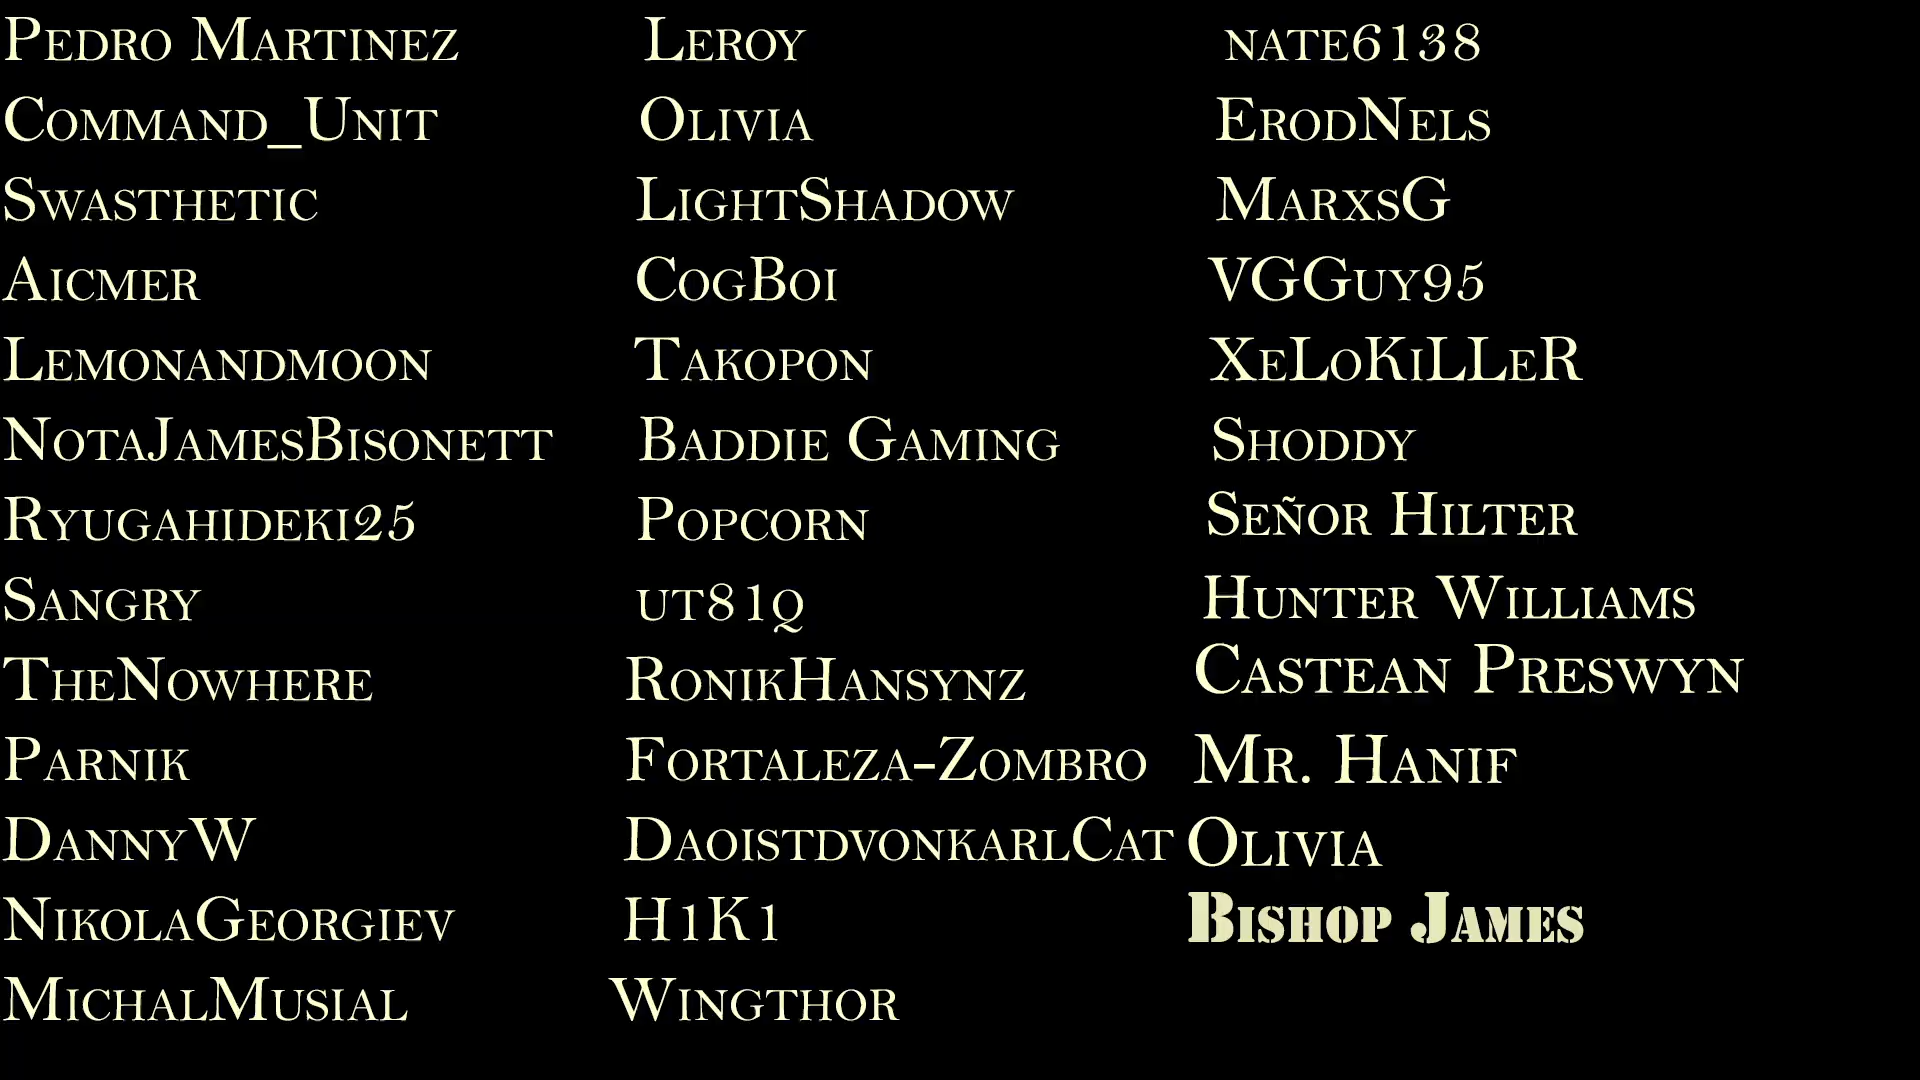 Pedro Martinez
Command_Unit
Swasthetic
Aicmer
Lemonandmoon
NotaJamesBisonett
Ryugahideki25
Sangry
TheNowhere
Parnik
DannyW
NikolaGeorgiev
MichalMusial
Leroy
Olivia
LightShadow
CogBoi
Takopon
Baddie Gaming
Popcorn
ut81q
RonikHansynz
Fortaleza-Zombro
DaoistdvonkarlCat
H1K1
Wingthor
nate6138
ErodNels
MarxsG
VGGuy95
XeLoKiLLeR
Shoddy
Señor Hilter
Hunter Williams
Castean Preswyn
Mr. Hanif
Olivia
Bishop James